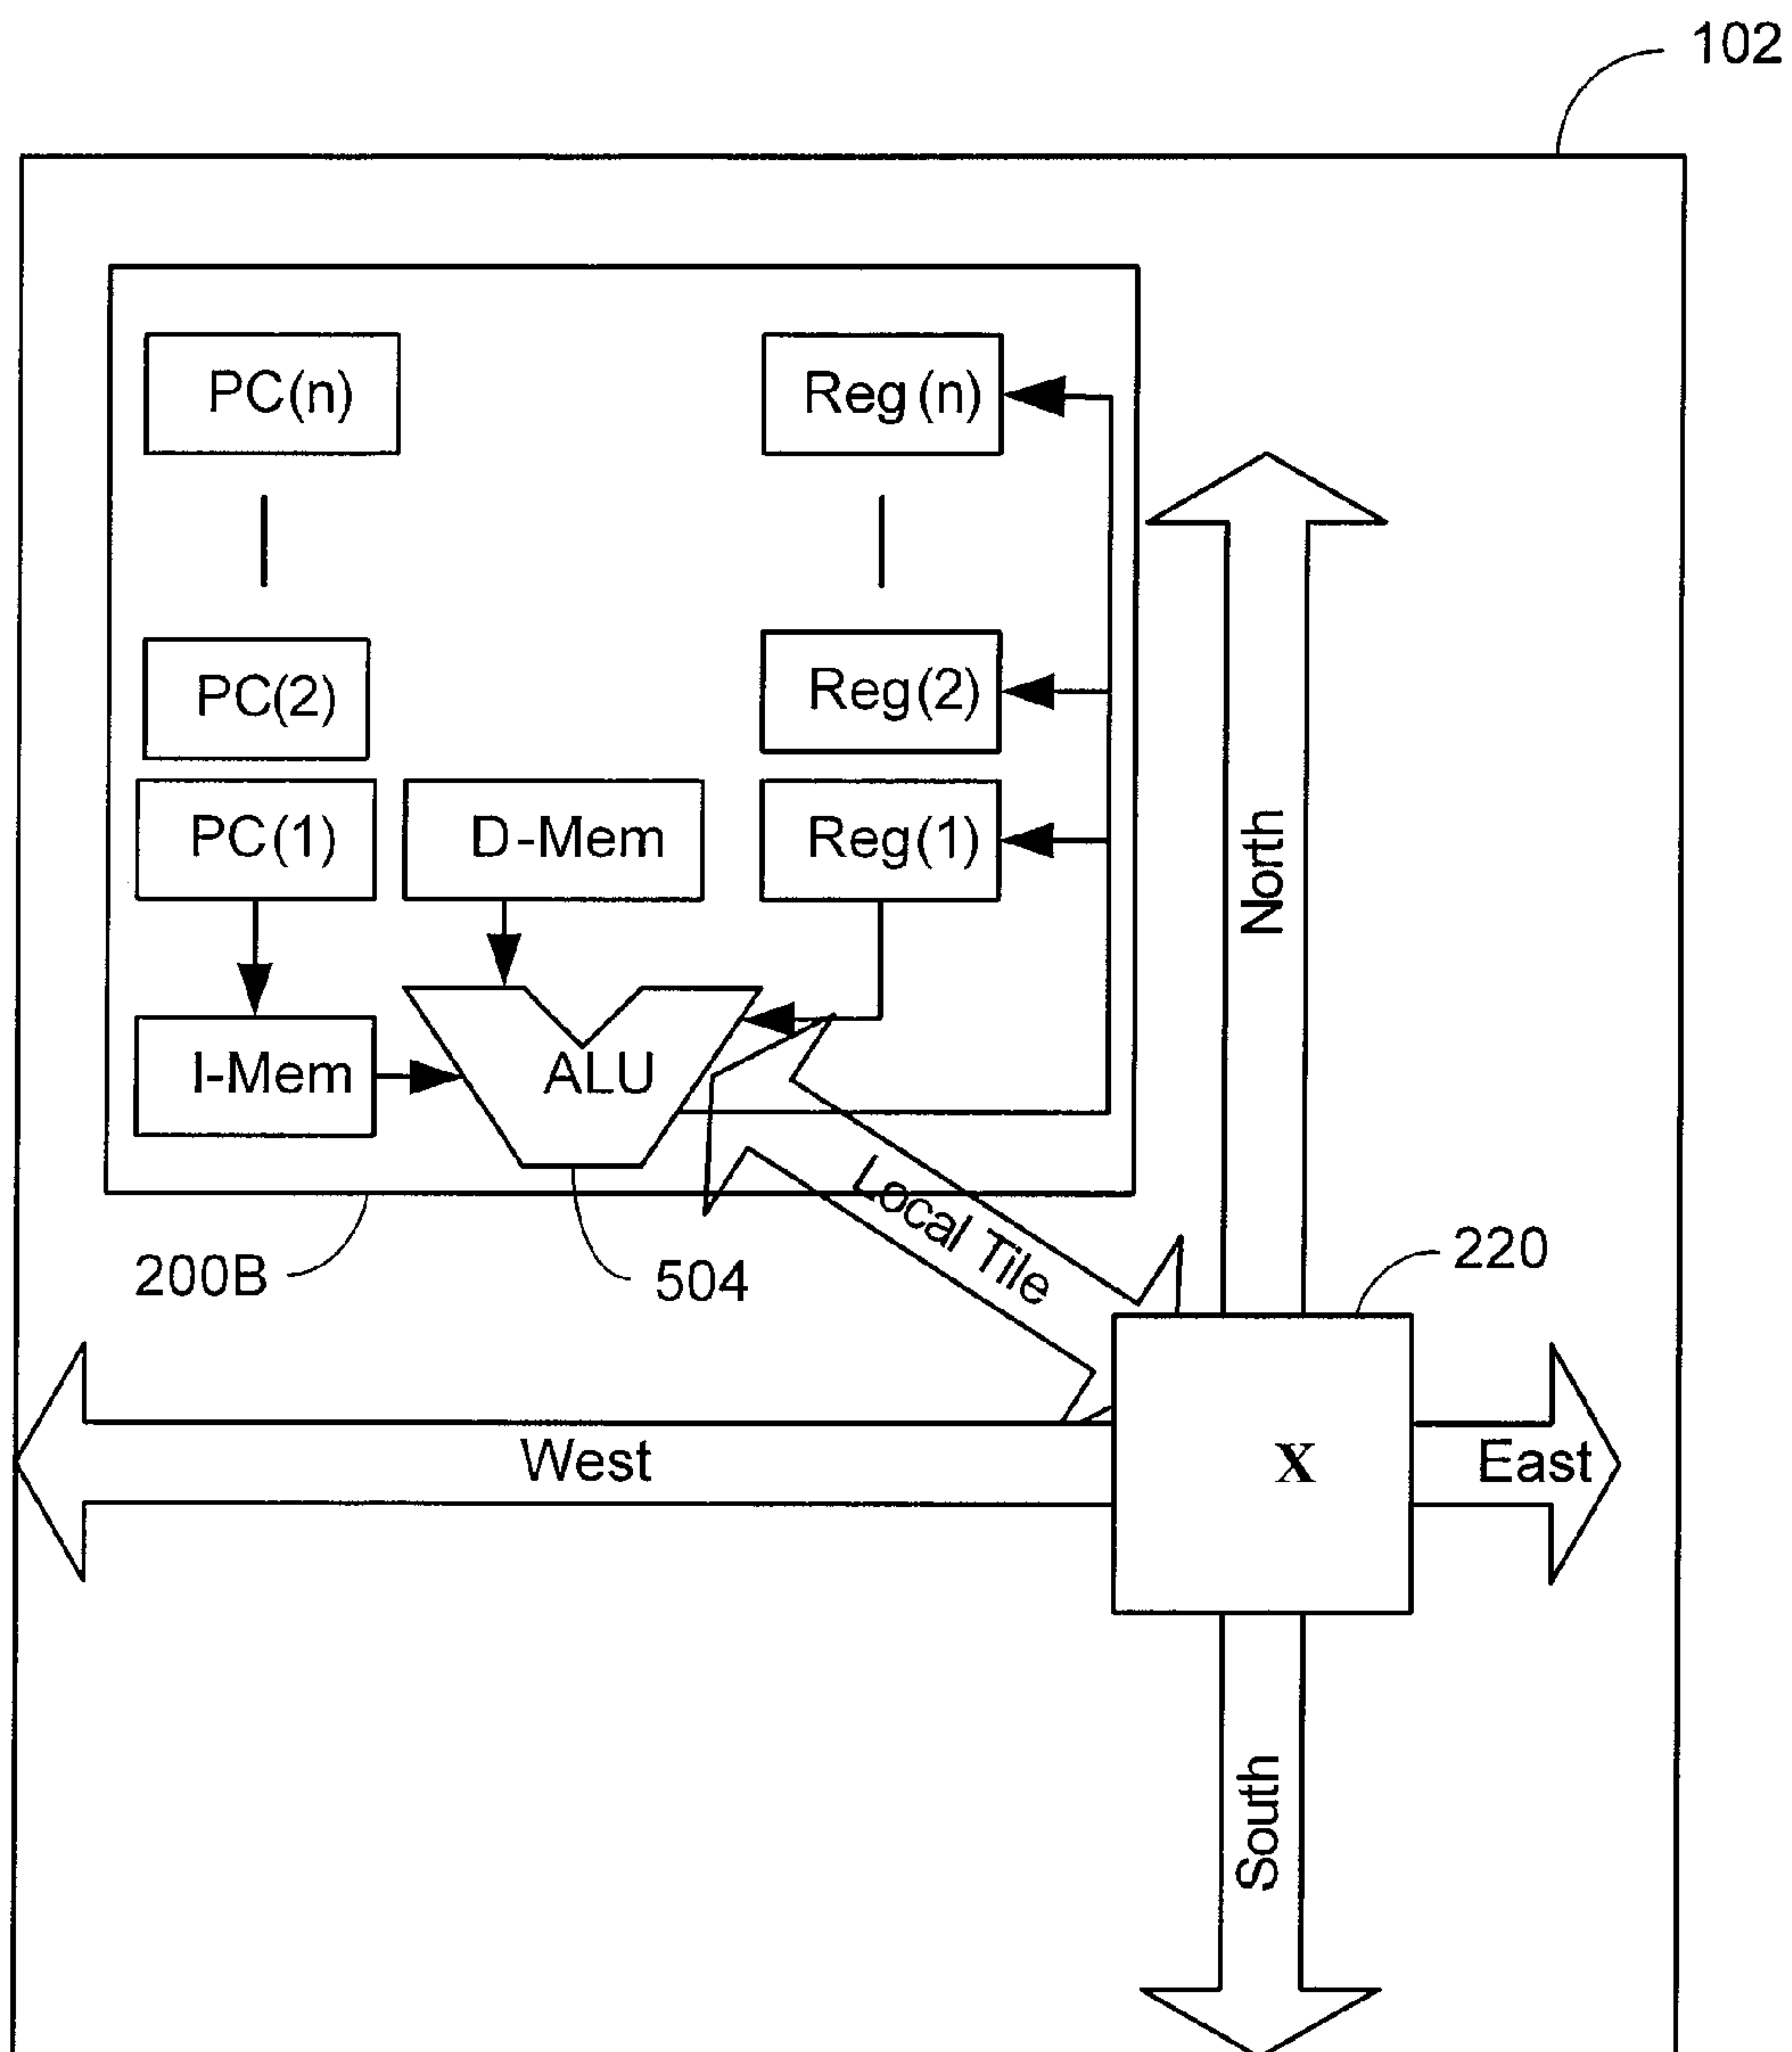 102
PC(n)
Reg(n)
PC(2)
Reg(2)
PC(1)
D-Mem
Reg(1)
North
I-Mem
ALU
Local Tile
200B
504
220
West
X
East
South